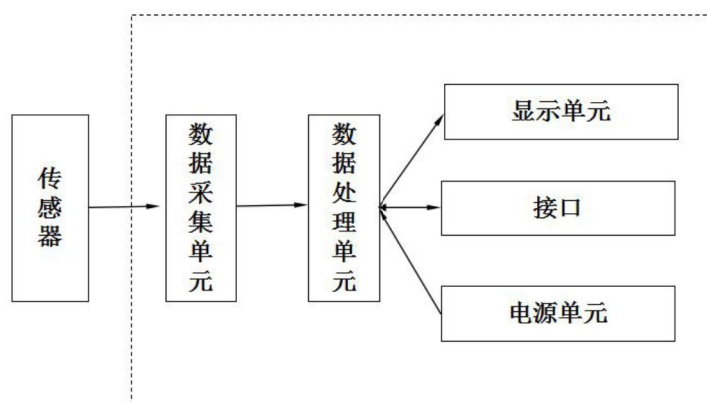 传感器
数据采集单元
数据处理单元
显示单元
接口
电源单元